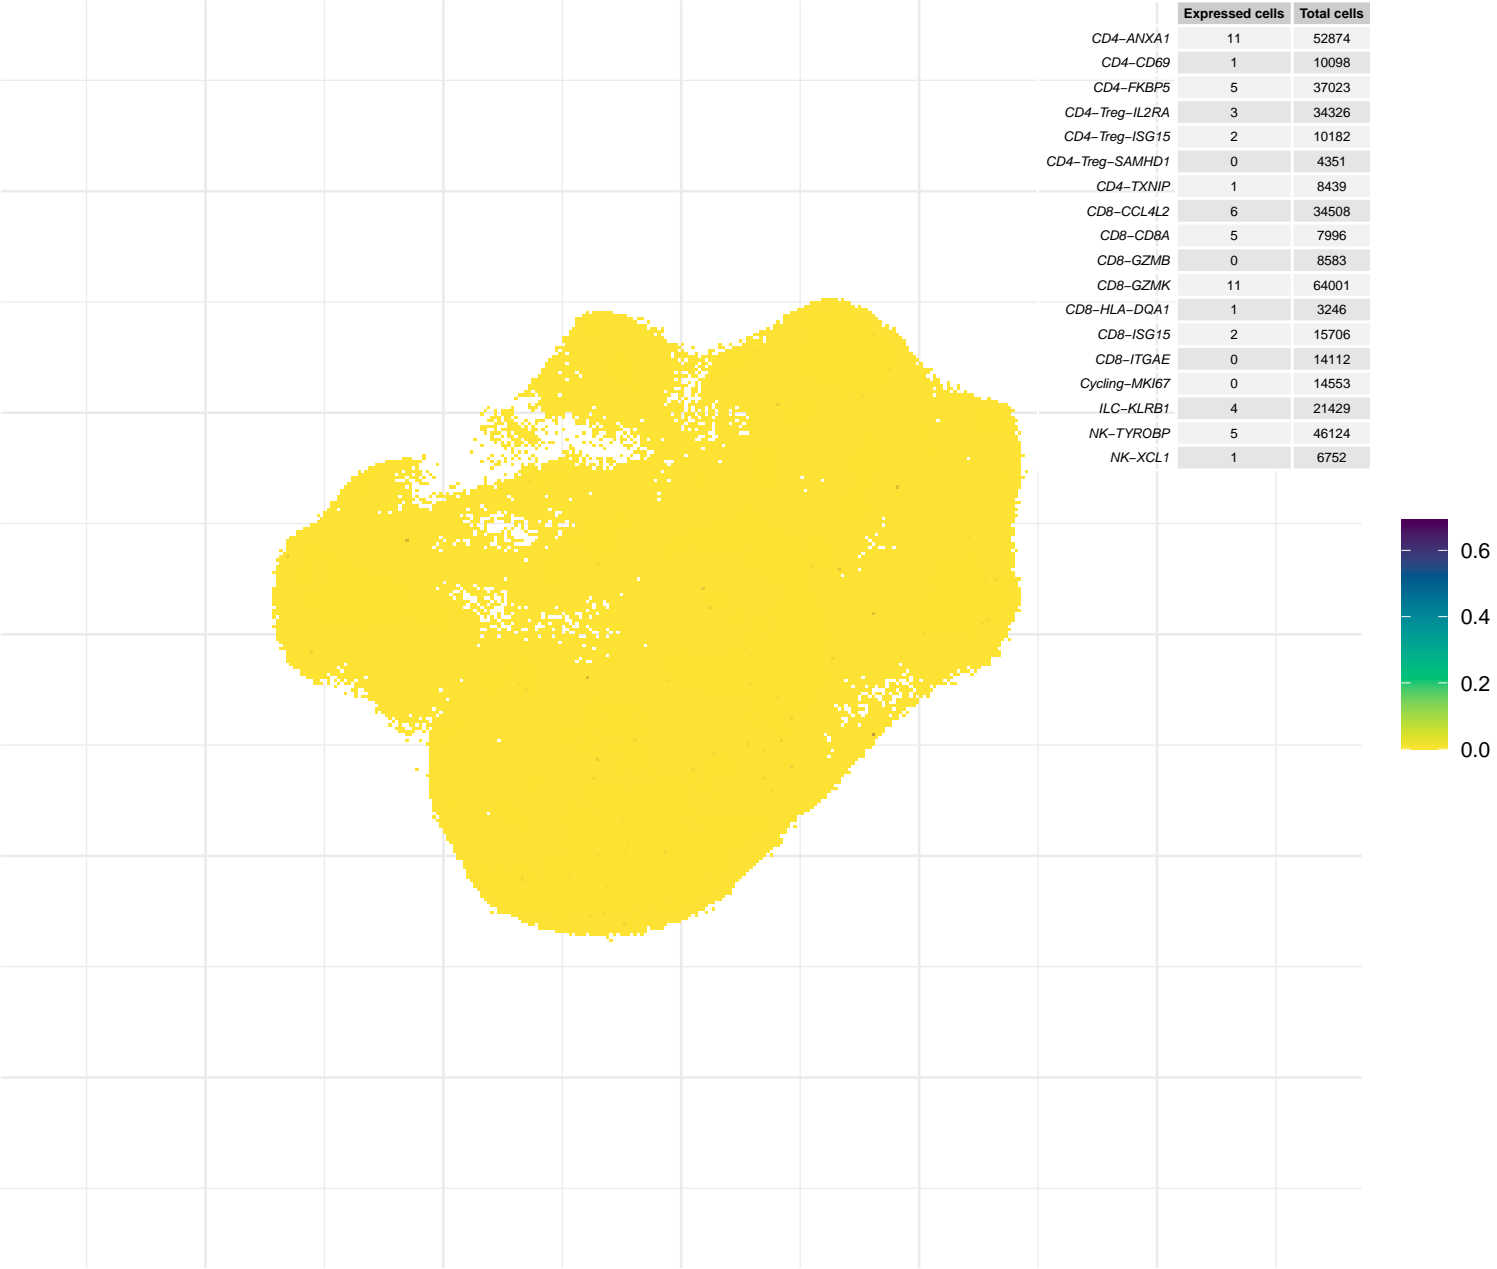 Expressed cells Total cells
CD4−ANXA1 11 52874
CD4−CD69 1 10098
CD4−FKBP5 5 37023
CD4−Treg−IL2RA 3 34326
CD4−Treg−ISG15 2 10182
CD4−Treg−SAMHD1 0 4351
CD4−TXNIP 1 8439
CD8−CCL4L2 6 34508
CD8−CD8A 5 7996
CD8−GZMB 0 8583
CD8−GZMK 11 64001
CD8−HLA−DQA1 1 3246
CD8−ISG15 2 15706
CD8−ITGAE 0 14112
Cycling−MKI67 0 14553
ILC−KLRB1 4 21429
NK−TYROBP 5 46124
NK−XCL1 1 6752
0.6
0.4
0.2
0.0